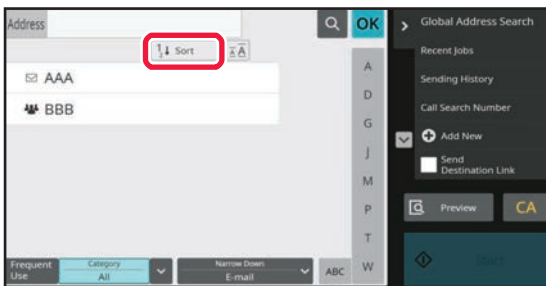 Address
OK
Sort
AAA
BBB
A
D
G
J
M
P
T
W
Frequent
Use
Category
All
Narrow Down
E-mail
ABC
Global Address Search
Recent Jobs
Sending History
Call Search Number
Add New
Send
Destination Link
Preview
CA
Start